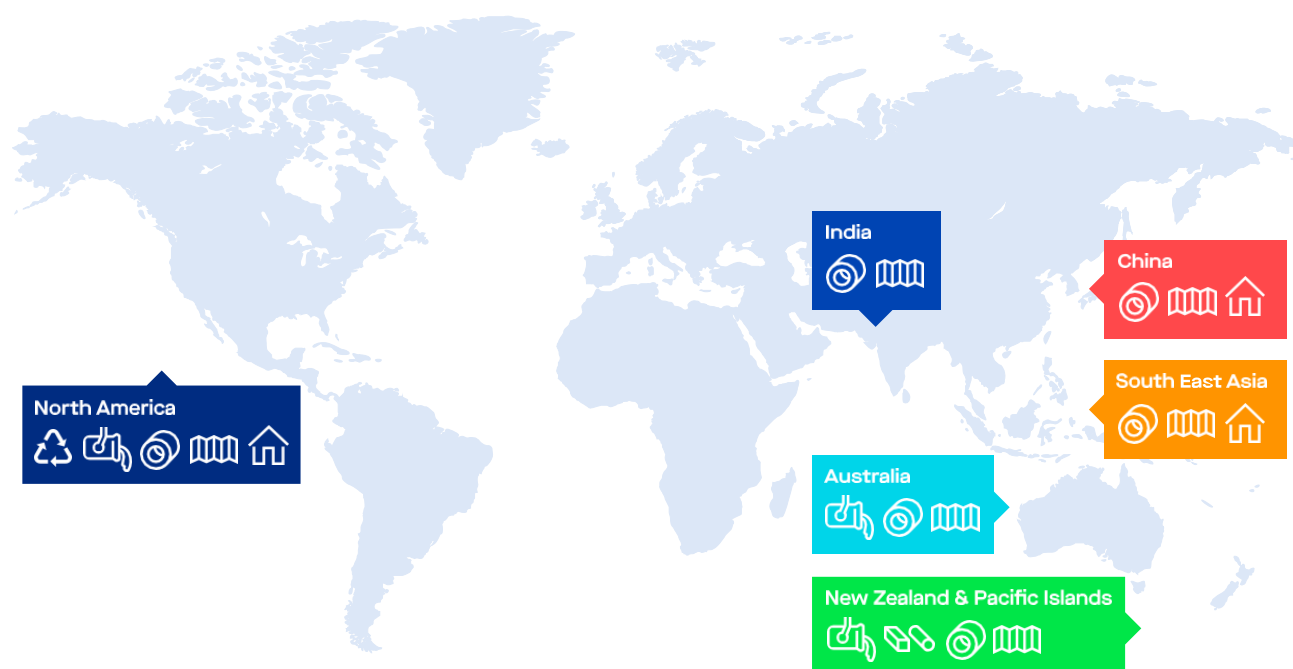 India
China
South East Asia
North America
Australia
New Zealand & Pacific Islands